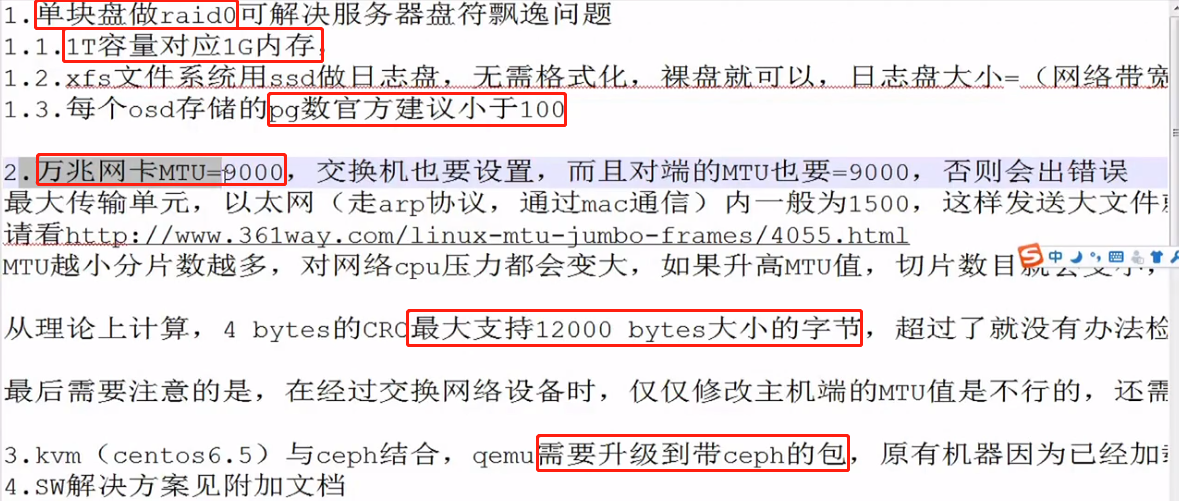 1.单块盘做raid0可解决服务器盘符飘逸问题
1.1.1T容量对应1G内存。
1.2.xfs文件系统用ssd做日志盘，无需格式化，裸盘就可以，日志盘大小=（网络带宽
1.3.每个osd存储的pg数官方建议小于100
2.万兆网卡MTU=9000，交换机也要设置，而且对端的MTU也要=9000，否则会出错误
最大传输单元，以太网（走arp协议，通过mac通信）内一般为1500，这样发送大文件
请看http://www.361way.com/linux-mtu-jumbo-frames/4055.html
MTU越小分片数越多，对网络cpu压力都会变大，如果升高MTU值，切片数目就会变小，
中
从理论上计算，4 bytes的CRC最大支持12000 bytes大小的字节，超过了就没有办法检
最后需要注意的是，在经过交换网络设备时，仅仅修改主机端的MTU值是不行的，还需
3.kvm（centos6.5）与ceph结合，qemu需要升级到带ceph的包，原有机器因为已经加载
4.SW解决方案见附加文档